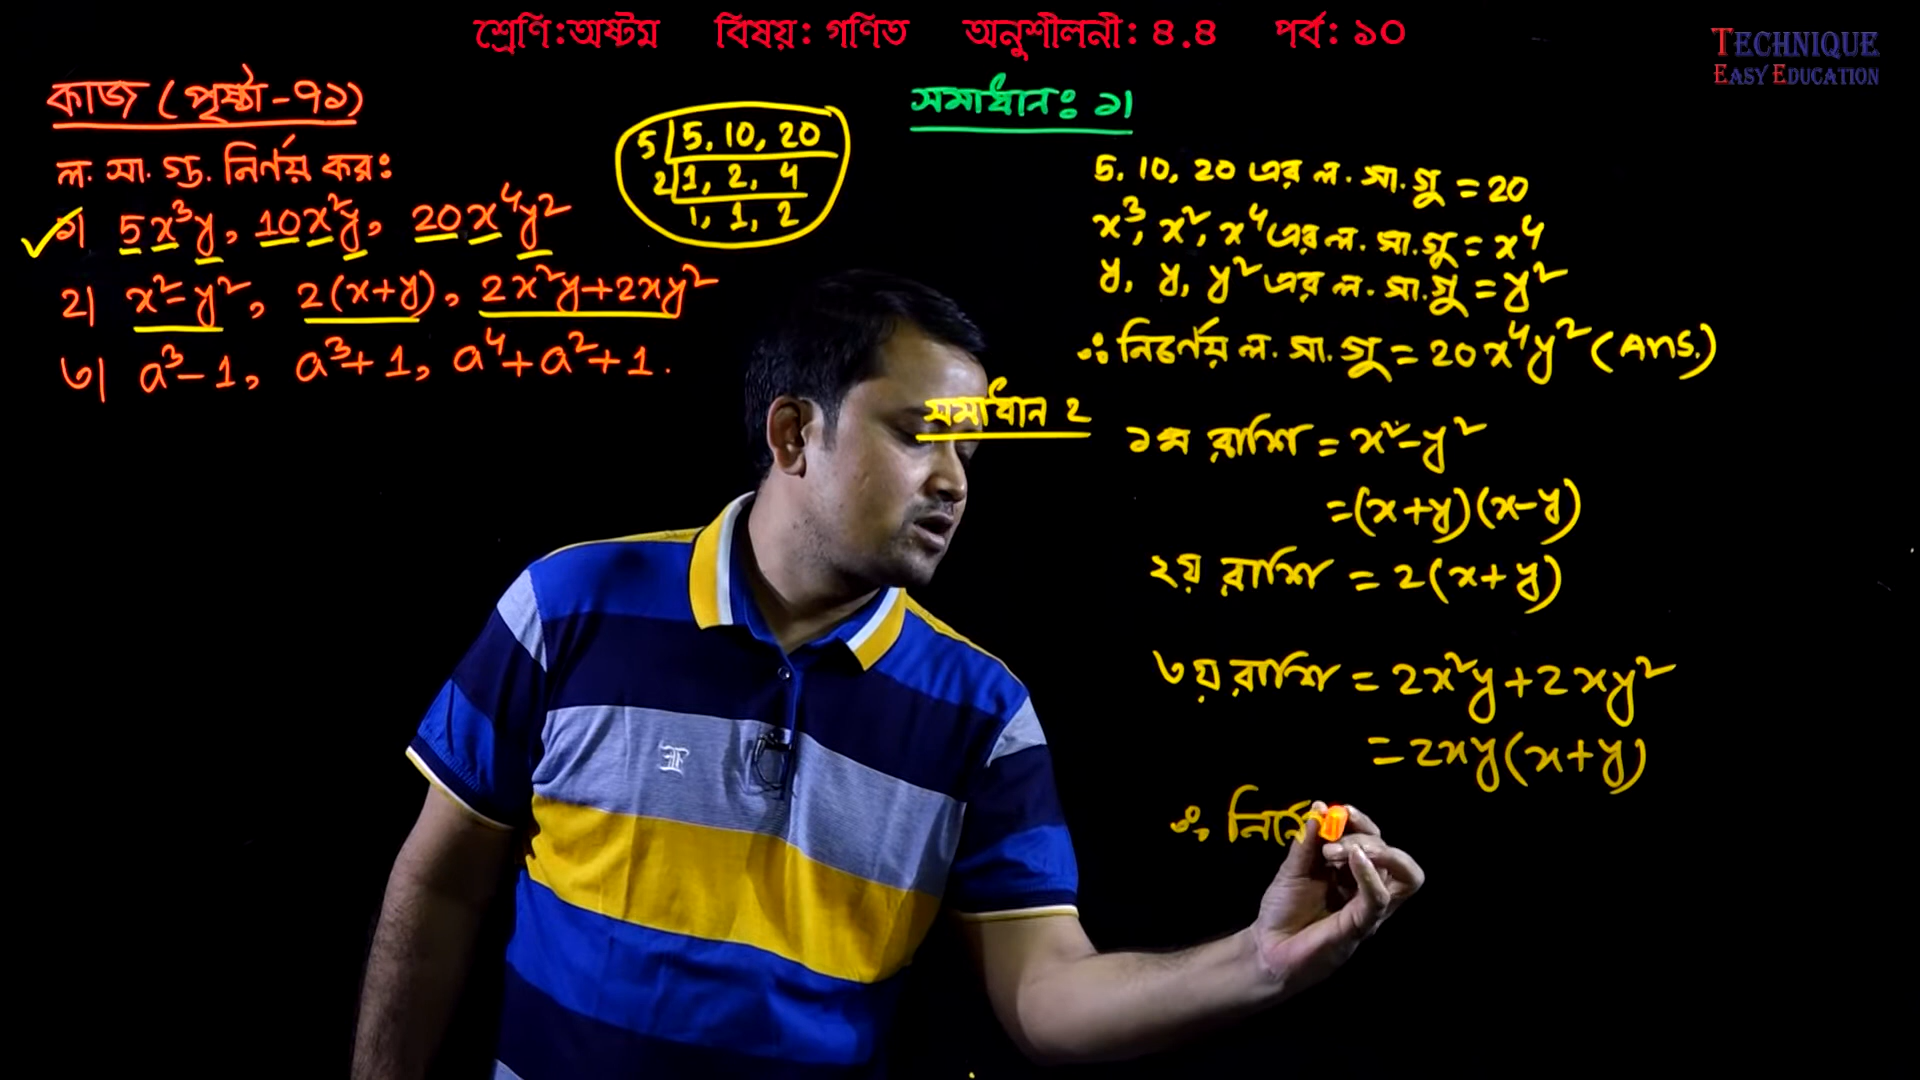 শ্রেণি:অষ্টম বিষয়: গণিত অনুশীলনী: ৪.৪ পর্ব: ১০
TECHNIQUE
EASY EDUCATION
কাজ (পৃষ্ঠা-৭১)
ল. সা. গু. নির্ণয় কর:
১। 5x³y, 10x²y, 20x⁴y²
২। x²-y², 2(x+y), 2x²y+2xy²
৩। a³-1, a³+1, a⁴+a²+1.
5 | 5, 10, 20
2 | 1, 2, 4
1, 1, 2
সমাধান: ১।
5, 10, 20 এর ল. সা. গু = 20
x³, x², x⁴ এর ল. সা. গু = x⁴
y, y, y² এর ল. সা. গু = y²
∴ নির্ণেয় ল. সা. গু = 20x⁴y² (Ans.)
সমাধান ২
১ম রাশি = x²-y²
=(x+y)(x-y)
২য় রাশি = 2(x+y)
৩য় রাশি = 2x²y+2xy²
=2xy(x+y)
∴